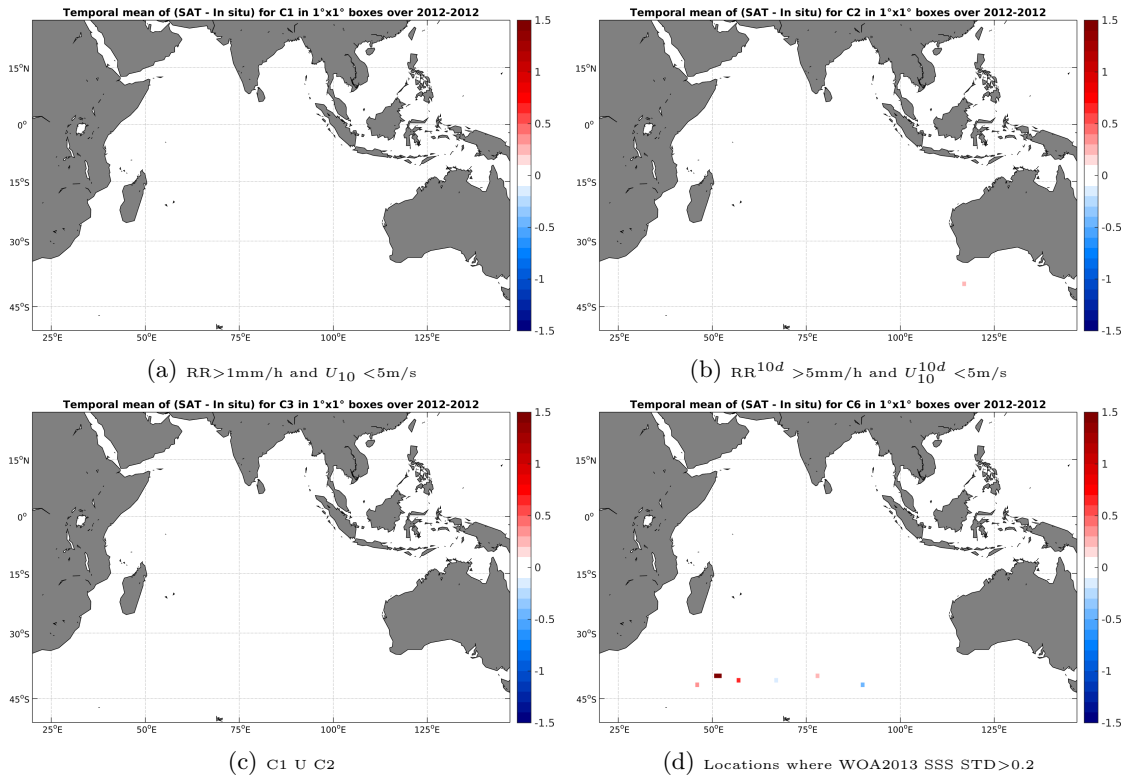 Temporal mean of (SAT - In situ) for C1 in 1°x1° boxes over 2012-2012
15°N
0°
15°S
30°S
45°S
25°E 50°E 75°E 100°E 125°E
1.5
1
0.5
0
-0.5
-1
-1.5
(a) RR>1mm/h and U10 <5m/s
Temporal mean of (SAT - In situ) for C2 in 1°x1° boxes over 2012-2012
15°N
0°
15°S
30°S
45°S
25°E 50°E 75°E 100°E 125°E
1.5
1
0.5
0
-0.5
-1
-1.5
(b) RR10d >5mm/h and U10 10d <5m/s
Temporal mean of (SAT - In situ) for C3 in 1°x1° boxes over 2012-2012
15°N
0°
15°S
30°S
45°S
25°E 50°E 75°E 100°E 125°E
1.5
1
0.5
0
-0.5
-1
-1.5
(c) C1 U C2
Temporal mean of (SAT - In situ) for C6 in 1°x1° boxes over 2012-2012
15°N
0°
15°S
30°S
45°S
25°E 50°E 75°E 100°E 125°E
1.5
1
0.5
0
-0.5
-1
-1.5
(d) Locations where WOA2013 SSS STD>0.2